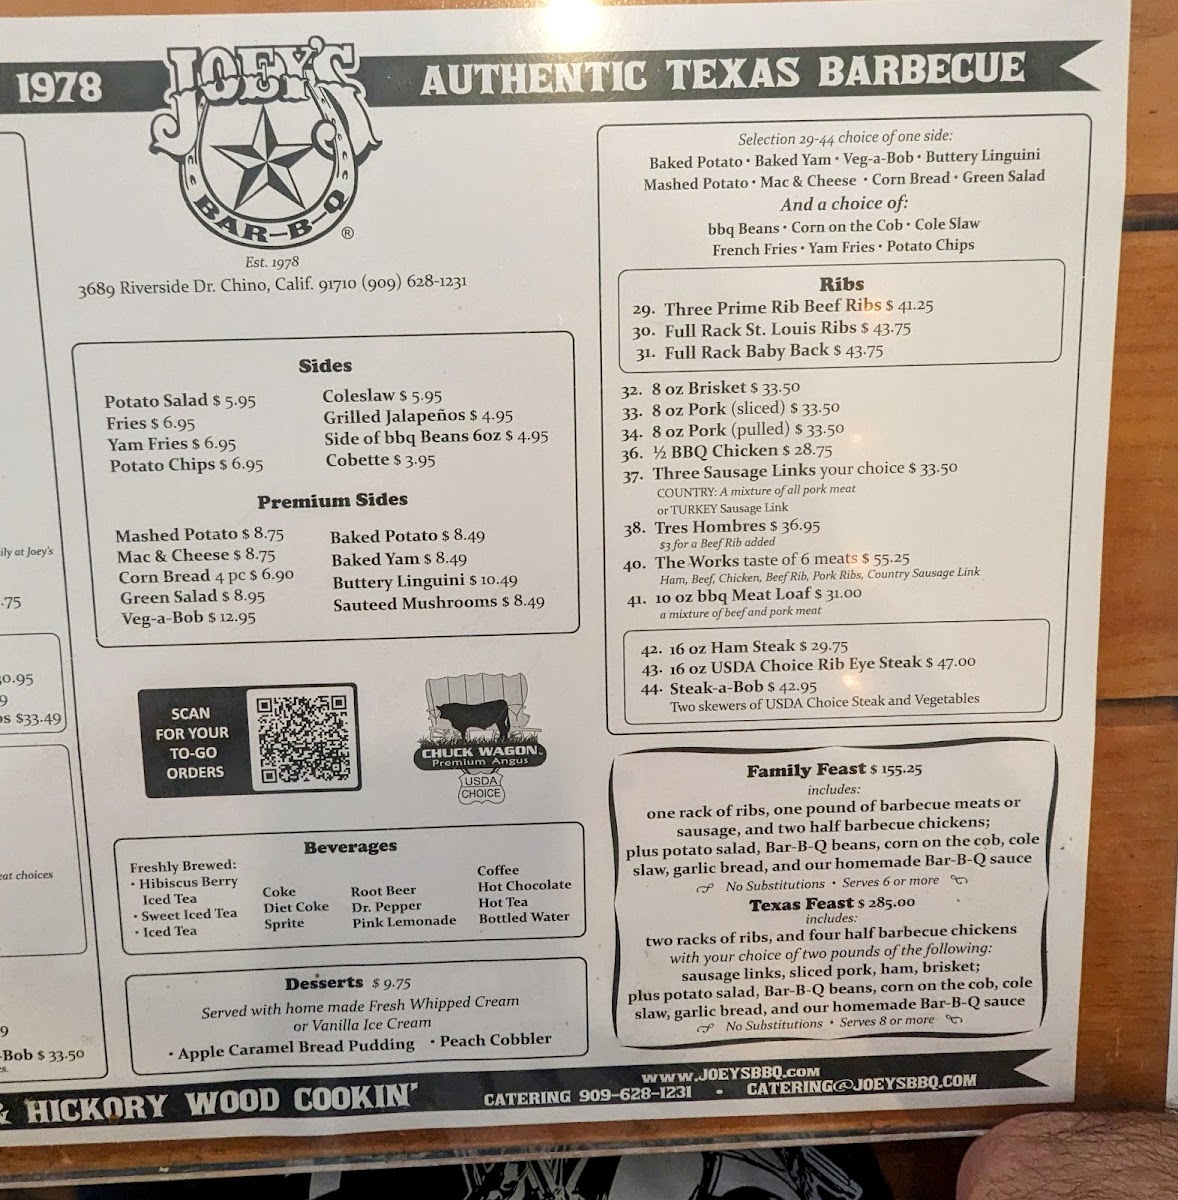 1978
JOEY'S
BAR-B-Q
®
AUTHENTIC TEXAS BARBECUE
Est. 1978
3689 Riverside Dr. Chino, Calif. 91710 (909) 628-1231
ily at Joey's
.75
30.95
9
os $33.49
eat choices
9
-Bob $ 33.50
es.
Sides
Potato Salad $ 5.95
Fries $ 6.95
Yam Fries $ 6.95
Potato Chips $ 6.95
Coleslaw $ 5.95
Grilled Jalapeños $ 4.95
Side of bbq Beans 6oz $ 4.95
Cobette $ 3.95
Premium Sides
Mashed Potato $ 8.75
Mac & Cheese $ 8.75
Corn Bread 4 pc $ 6.90
Green Salad $ 8.95
Veg-a-Bob $ 12.95
Baked Potato $ 8.49
Baked Yam $ 8.49
Buttery Linguini $ 10.49
Sauteed Mushrooms $ 8.49
SCAN
FOR YOUR
TO-GO
ORDERS
CHUCK WAGON
Premium Angus
USDA
CHOICE
Beverages
Freshly Brewed:
• Hibiscus Berry
Iced Tea
• Sweet Iced Tea
• Iced Tea
Coke
Diet Coke
Sprite
Root Beer
Dr. Pepper
Pink Lemonade
Coffee
Hot Chocolate
Hot Tea
Bottled Water
Desserts $ 9.75
Served with home made Fresh Whipped Cream
or Vanilla Ice Cream
• Apple Caramel Bread Pudding • Peach Cobbler
Selection 29-44 choice of one side:
Baked Potato • Baked Yam • Veg-a-Bob • Buttery Linguini
Mashed Potato • Mac & Cheese • Corn Bread • Green Salad
And a choice of:
bbq Beans • Corn on the Cob • Cole Slaw
French Fries • Yam Fries • Potato Chips
Ribs
29. Three Prime Rib Beef Ribs $ 41.25
30. Full Rack St. Louis Ribs $ 43.75
31. Full Rack Baby Back $ 43.75
32. 8 oz Brisket $ 33.50
33. 8 oz Pork (sliced) $ 33.50
34. 8 oz Pork (pulled) $ 33.50
36. ½ BBQ Chicken $ 28.75
37. Three Sausage Links your choice $ 33.50
COUNTRY: A mixture of all pork meat
or TURKEY Sausage Link
38. Tres Hombres $ 36.95
$3 for a Beef Rib added
40. The Works taste of 6 meats $ 55.25
Ham, Beef, Chicken, Beef Rib, Pork Ribs, Country Sausage Link
41. 10 oz bbq Meat Loaf $ 31.00
a mixture of beef and pork meat
42. 16 oz Ham Steak $ 29.75
43. 16 oz USDA Choice Rib Eye Steak $ 47.00
44. Steak-a-Bob $ 42.95
Two skewers of USDA Choice Steak and Vegetables
Family Feast $ 155.25
includes:
one rack of ribs, one pound of barbecue meats or
sausage, and two half barbecue chickens;
plus potato salad, Bar-B-Q beans, corn on the cob, cole
slaw, garlic bread, and our homemade Bar-B-Q sauce
No Substitutions • Serves 6 or more
Texas Feast $ 285.00
includes:
two racks of ribs, and four half barbecue chickens
with your choice of two pounds of the following:
sausage links, sliced pork, ham, brisket;
plus potato salad, Bar-B-Q beans, corn on the cob, cole
slaw, garlic bread, and our homemade Bar-B-Q sauce
No Substitutions • Serves 8 or more
& HICKORY WOOD COOKIN'
WWW.JOEYSBBQ.COM
CATERING 909-628-1231 • CATERING@JOEYSBBQ.COM